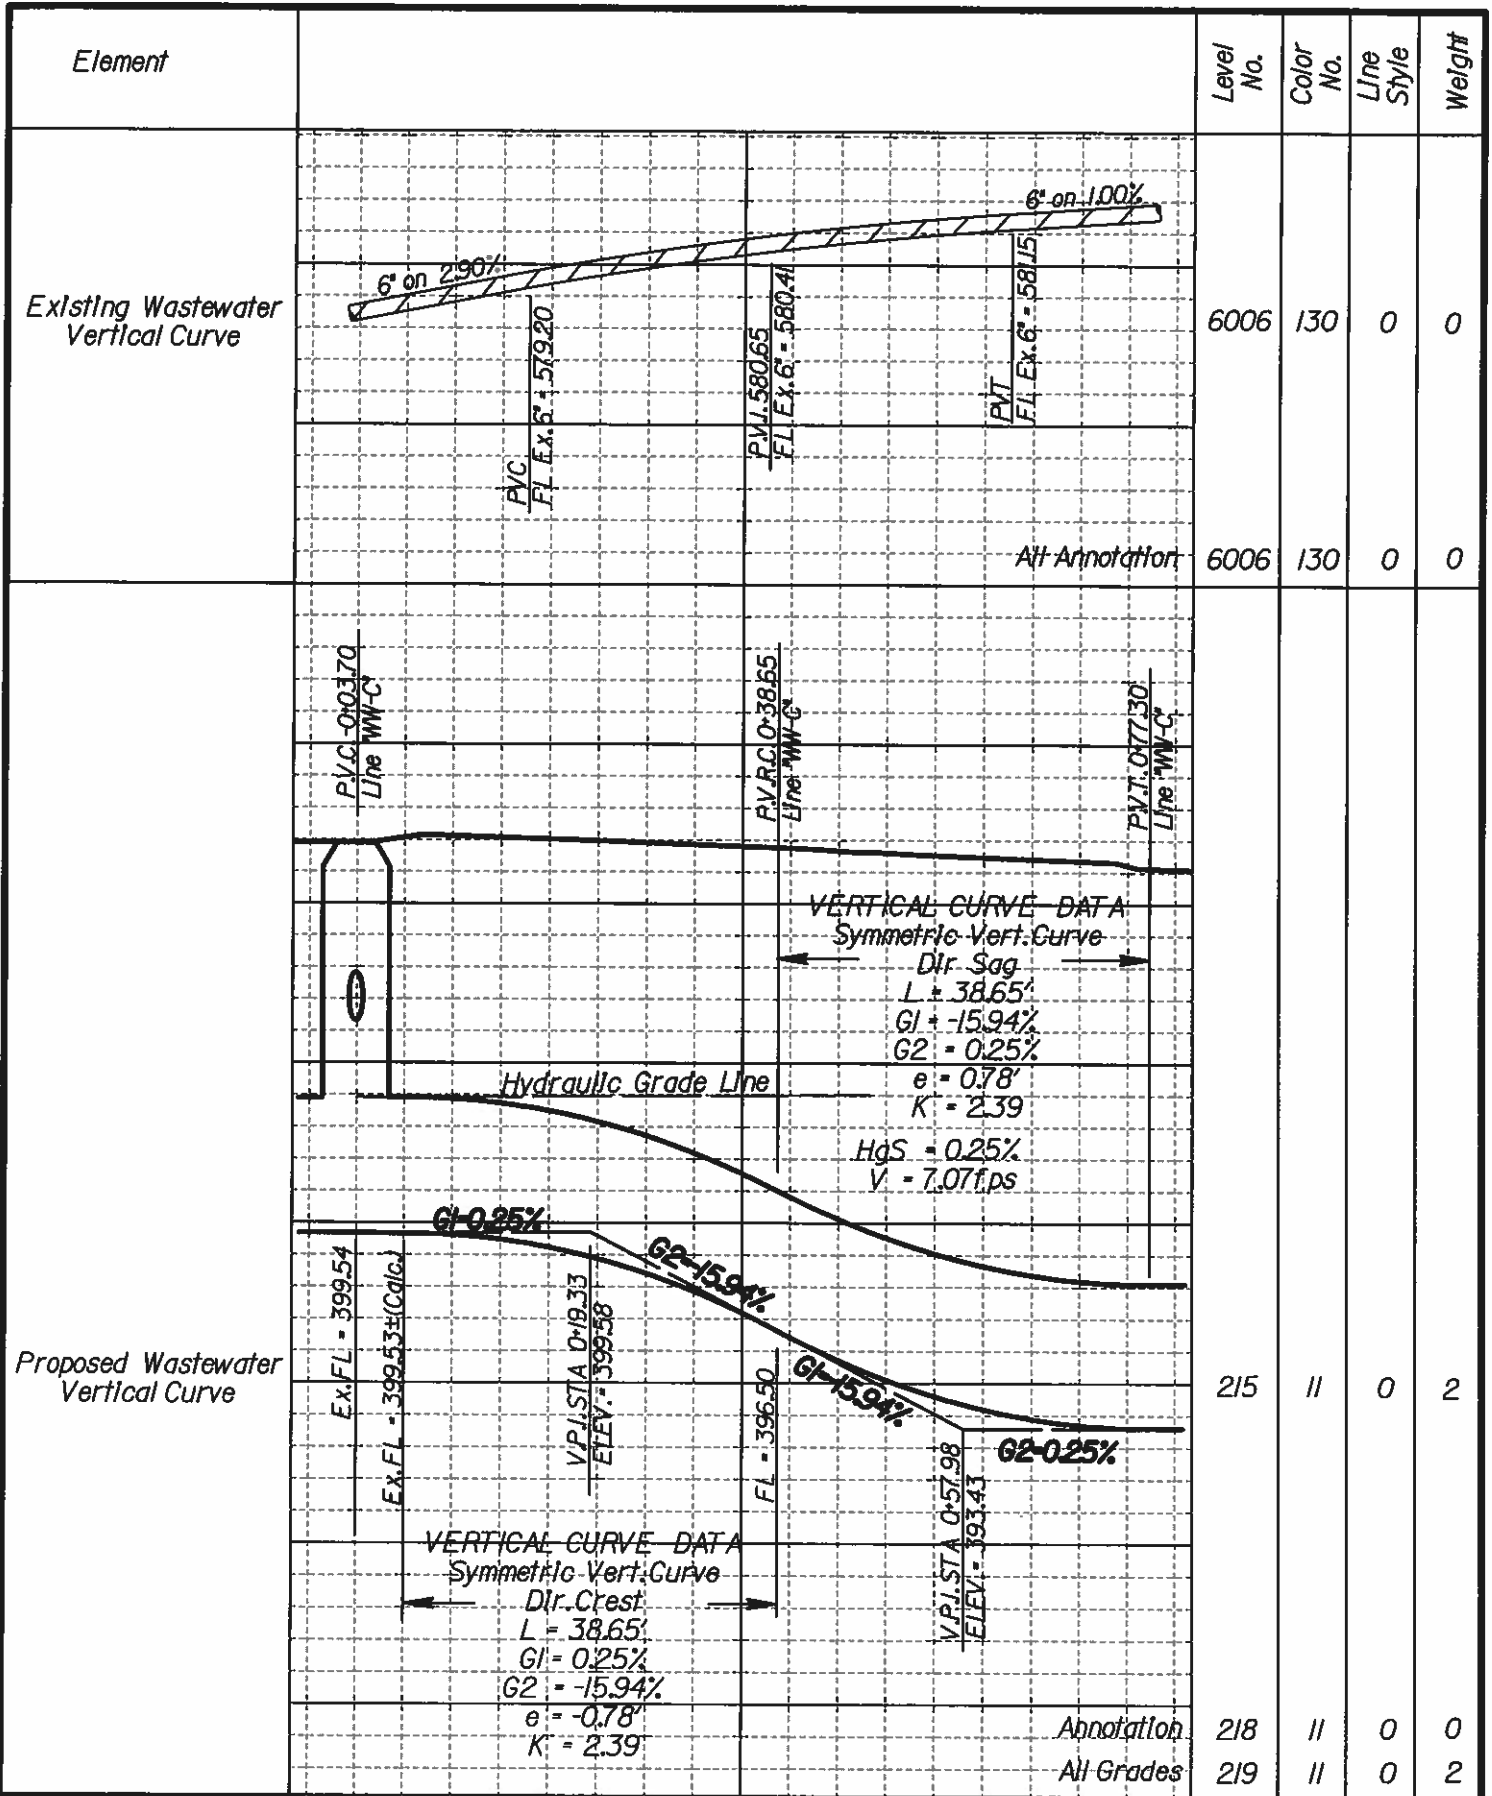 Element
Level No.
Color No.
Line Style
Weight
Existing Wastewater
Vertical Curve
6" on 2.90%
6" on 1.00%
PVC
FL Ex. 6" = 579.20
P.V.I. 580.65
FL Ex. 6" = 580.41
PVT
FL Ex. 6" = 581.15
6006 130 0 0
All Annotation 6006 130 0 0
P.V.C. -0+03.70
Line "WW-C"
P.V.R.C. 0+38.65
Line "WW-C"
P.V.T. 0+77.30
Line "WW-C"
VERTICAL CURVE DATA
Symmetric Vert. Curve
Dir. Sag
L = 38.65'
G1 = -15.94%
G2 = 0.25%
e = 0.78'
K = 2.39
HgS = 0.25%
V = 7.07fps
Hydraulic Grade Line
G1=0.25%
G2=-15.94%
G1=-15.94%
G2=0.25%
Ex. FL = 399.54
Ex. FL = 399.53±(Calc.)
V.P.I. STA 0+19.33
ELEV. = 399.58
FL = 396.50
V.P.I. STA 0+57.98
ELEV. = 393.43
Proposed Wastewater
Vertical Curve
215 11 0 2
VERTICAL CURVE DATA
Symmetric Vert. Curve
Dir. Crest
L = 38.65'
G1 = 0.25%
G2 = -15.94%
e = -0.78'
K = 2.39
Annotation 218 11 0 0
All Grades 219 11 0 2